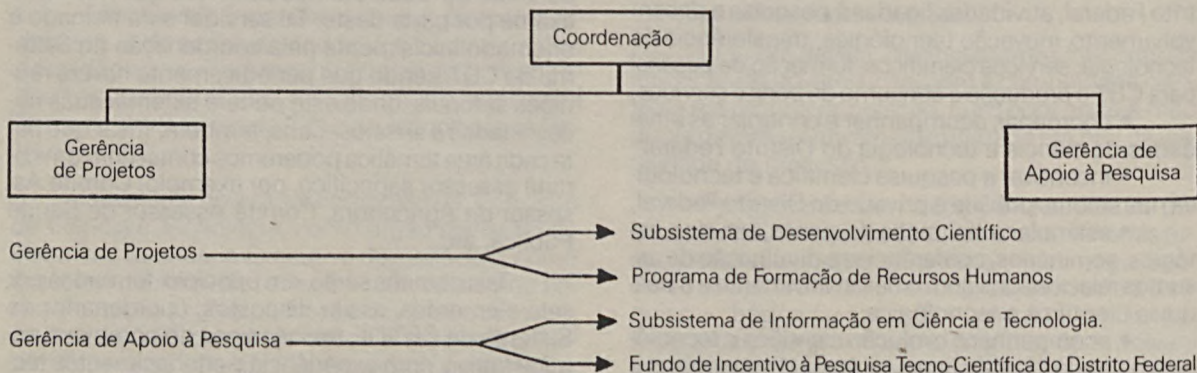 Coordenação
Gerência
de Projetos
Gerência de
Apoio à Pesquisa
Gerência de Projetos
Subsistema de Desenvolvimento Científico
Programa de Formação de Recursos Humanos
Gerência de Apoio à Pesquisa
Subsistema de Informação em Ciência e Tecnologia.
Fundo de Incentivo à Pesquisa Tecno-Científica do Distrito Federal